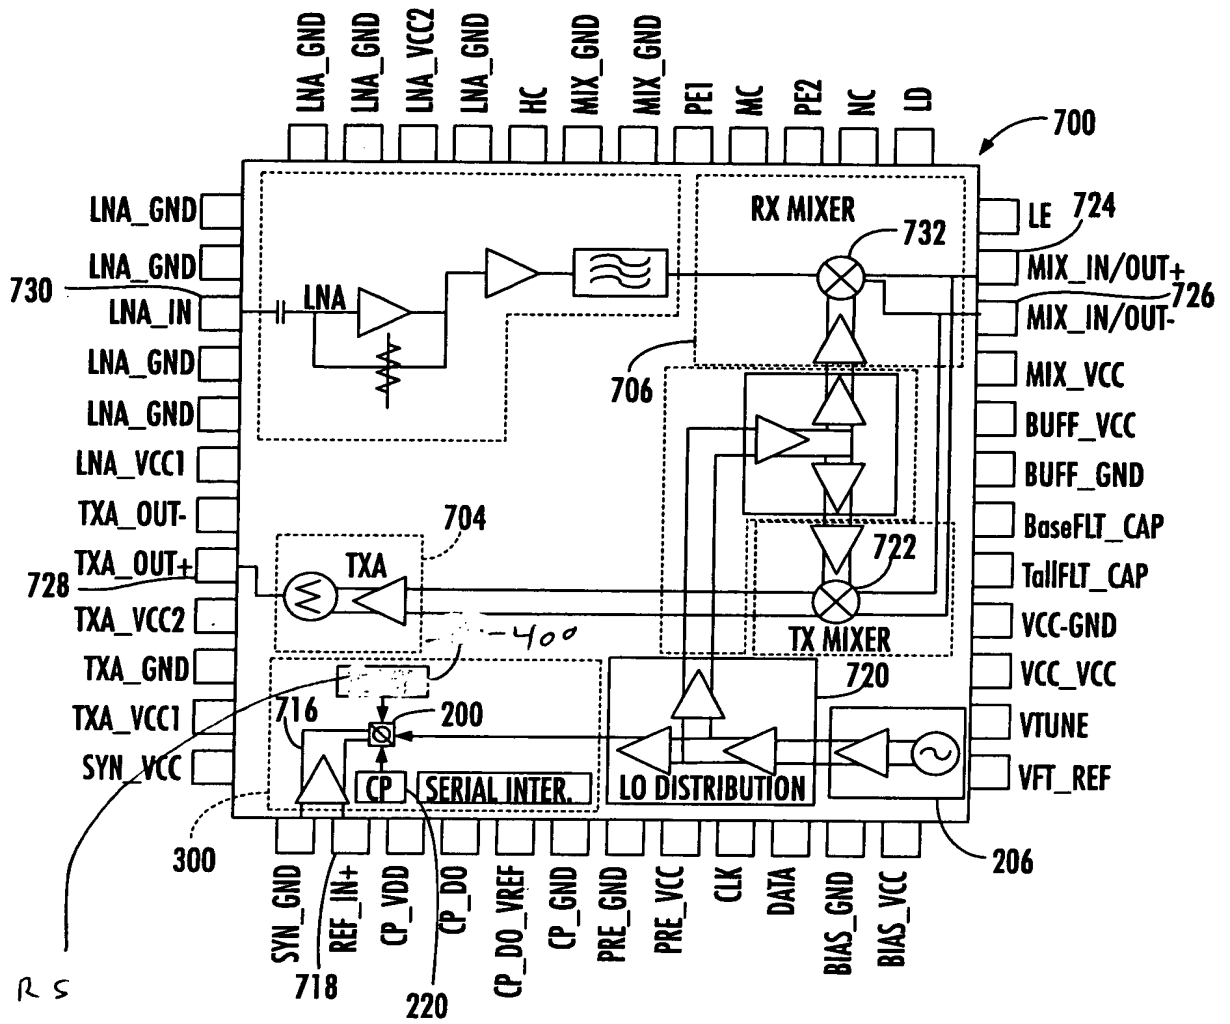 LNA_GND
LNA_GND
LNA_VCC2
LNA_GND
HC
MIX_GND
MIX_GND
PE1
MC
PE2
NC
LD
700
LNA_GND
LNA_GND
730
LNA_IN
LNA_GND
LNA_GND
LNA_VCC1
TXA_OUT-
TXA_OUT+
728
TXA_VCC2
TXA_GND
TXA_VCC1
SYN_VCC
LNA
RX MIXER
732
706
704
TXA
722
TX MIXER
400
720
716
200
CP
SERIAL INTER.
LO DISTRIBUTION
LE
724
MIX_IN/OUT+
726
MIX_IN/OUT-
MIX_VCC
BUFF_VCC
BUFF_GND
BaseFLT_CAP
TallFLT_CAP
VCC-GND
VCC_VCC
VTUNE
VFT_REF
300
206
SYN_GND
REF_IN+
CP_VDD
CP_DO
CP_DO_VREF
CP_GND
PRE_GND
PRE_VCC
CLK
DATA
BIAS_GND
BIAS_VCC
R S
718
220